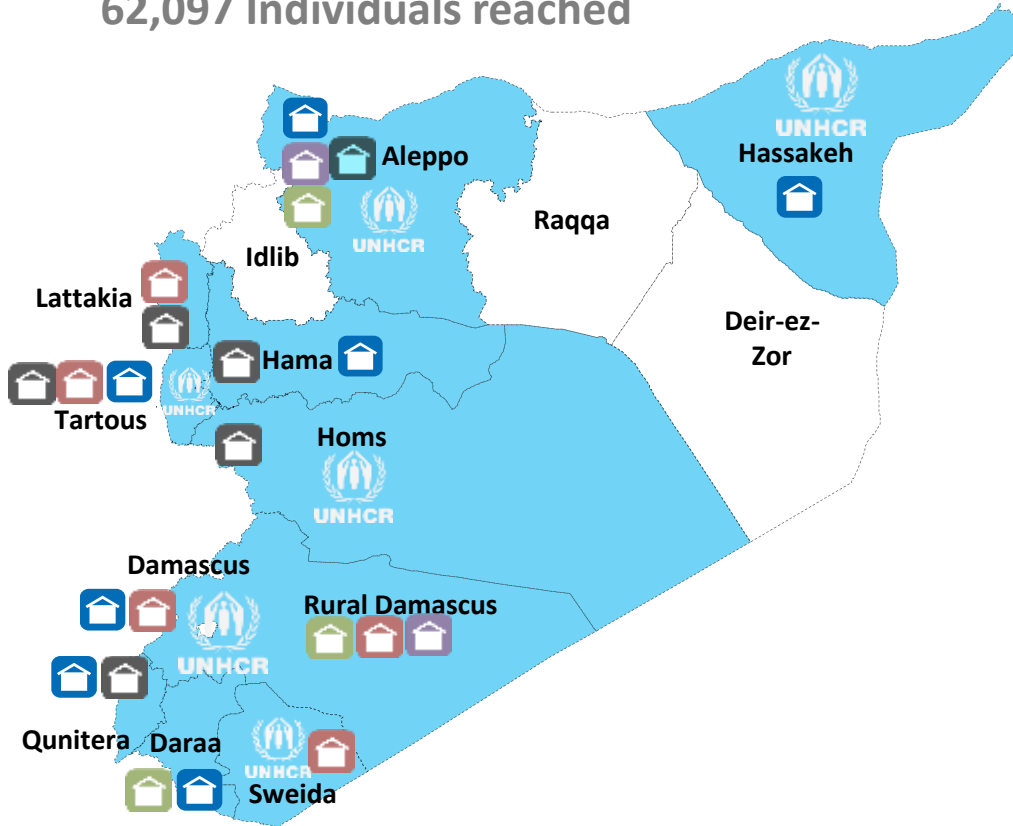 62,097 Individuals reached
UNHCR
Hassakeh
Aleppo
UNHCR
Raqqa
Idlib
Lattakia
Deir-ez-
Zor
Hama
UNHCR
Tartous
Homs
UNHCR
Damascus
Rural Damascus
UNHCR
Qunitera
Daraa
UNHCR
Sweida